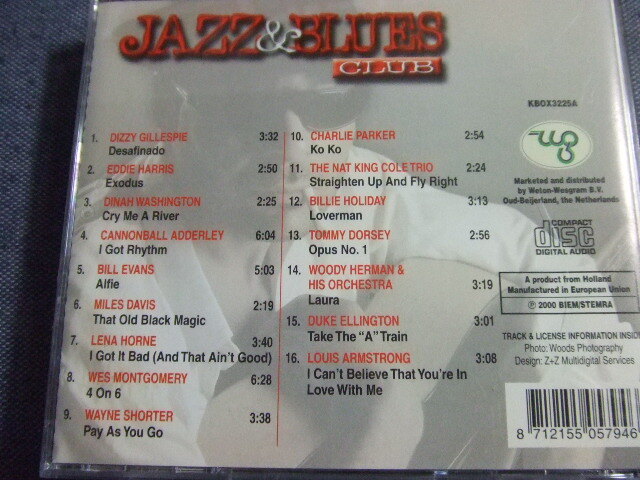 JAZZ & BLUES
CLUB
1. DIZZY GILLESPIE 3:32
Desafinado
2. EDDIE HARRIS 2:50
Exodus
3. DINAH WASHINGTON 2:25
Cry Me A River
4. CANNONBALL ADDERLEY 6:04
I Got Rhythm
5. BILL EVANS 5:03
Alfie
6. MILES DAVIS 2:19
That Old Black Magic
7. LENA HORNE 3:40
I Got It Bad (And That Ain't Good)
8. WES MONTGOMERY 6:28
4 On 6
9. WAYNE SHORTER 3:38
Pay As You Go
10. CHARLIE PARKER 2:54
Ko Ko
11. THE NAT KING COLE TRIO 2:24
Straighten Up And Fly Right
12. BILLIE HOLIDAY 3:13
Loverman
13. TOMMY DORSEY 2:56
Opus No. 1
14. WOODY HERMAN &
HIS ORCHESTRA 3:19
Laura
15. DUKE ELLINGTON 3:01
Take The "A" Train
16. LOUIS ARMSTRONG 3:08
I Can't Believe That You're In
Love With Me
KBOX3225A
wg
Marketed and distributed
by Weton-Wesgram B.V.
Oud-Beijerland, the Netherlands
COMPACT
disc
DIGITAL AUDIO
A product from Holland
Manufactured in European Union
℗ 2000 BIEM/STEMRA
TRACK & LICENSE INFORMATION INSIDE
Photo: Woods Photography
Design: Z+Z Multidigital Services
8 712155 057946